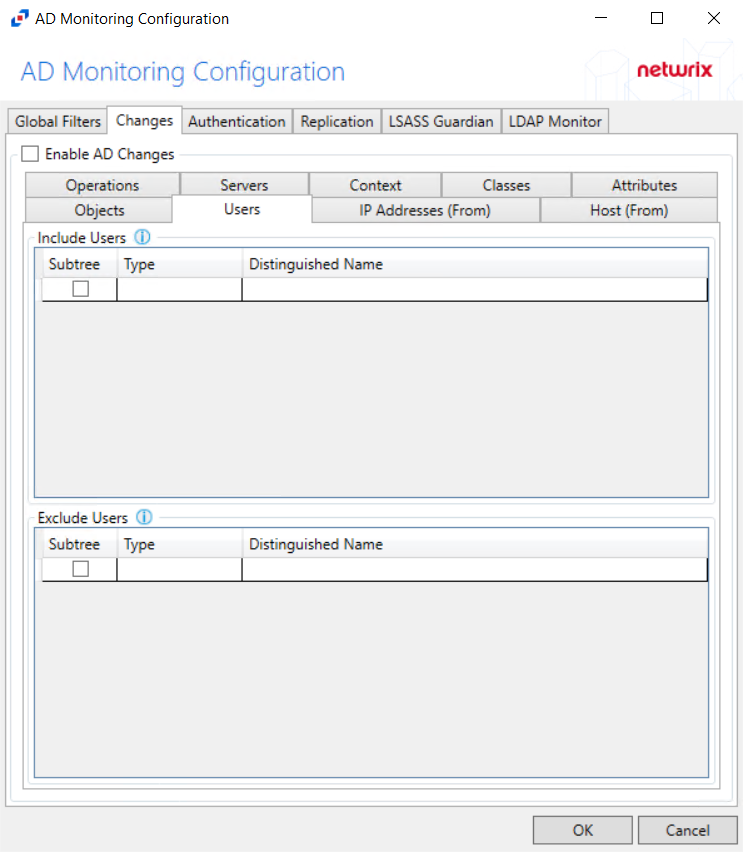 AD Monitoring Configuration
AD Monitoring Configuration
netwrix
Global Filters Changes Authentication Replication LSASS Guardian LDAP Monitor
Enable AD Changes
Operations Servers Context Classes Attributes
Objects Users IP Addresses (From) Host (From)
Include Users
Subtree Type Distinguished Name
Exclude Users
Subtree Type Distinguished Name
OK Cancel